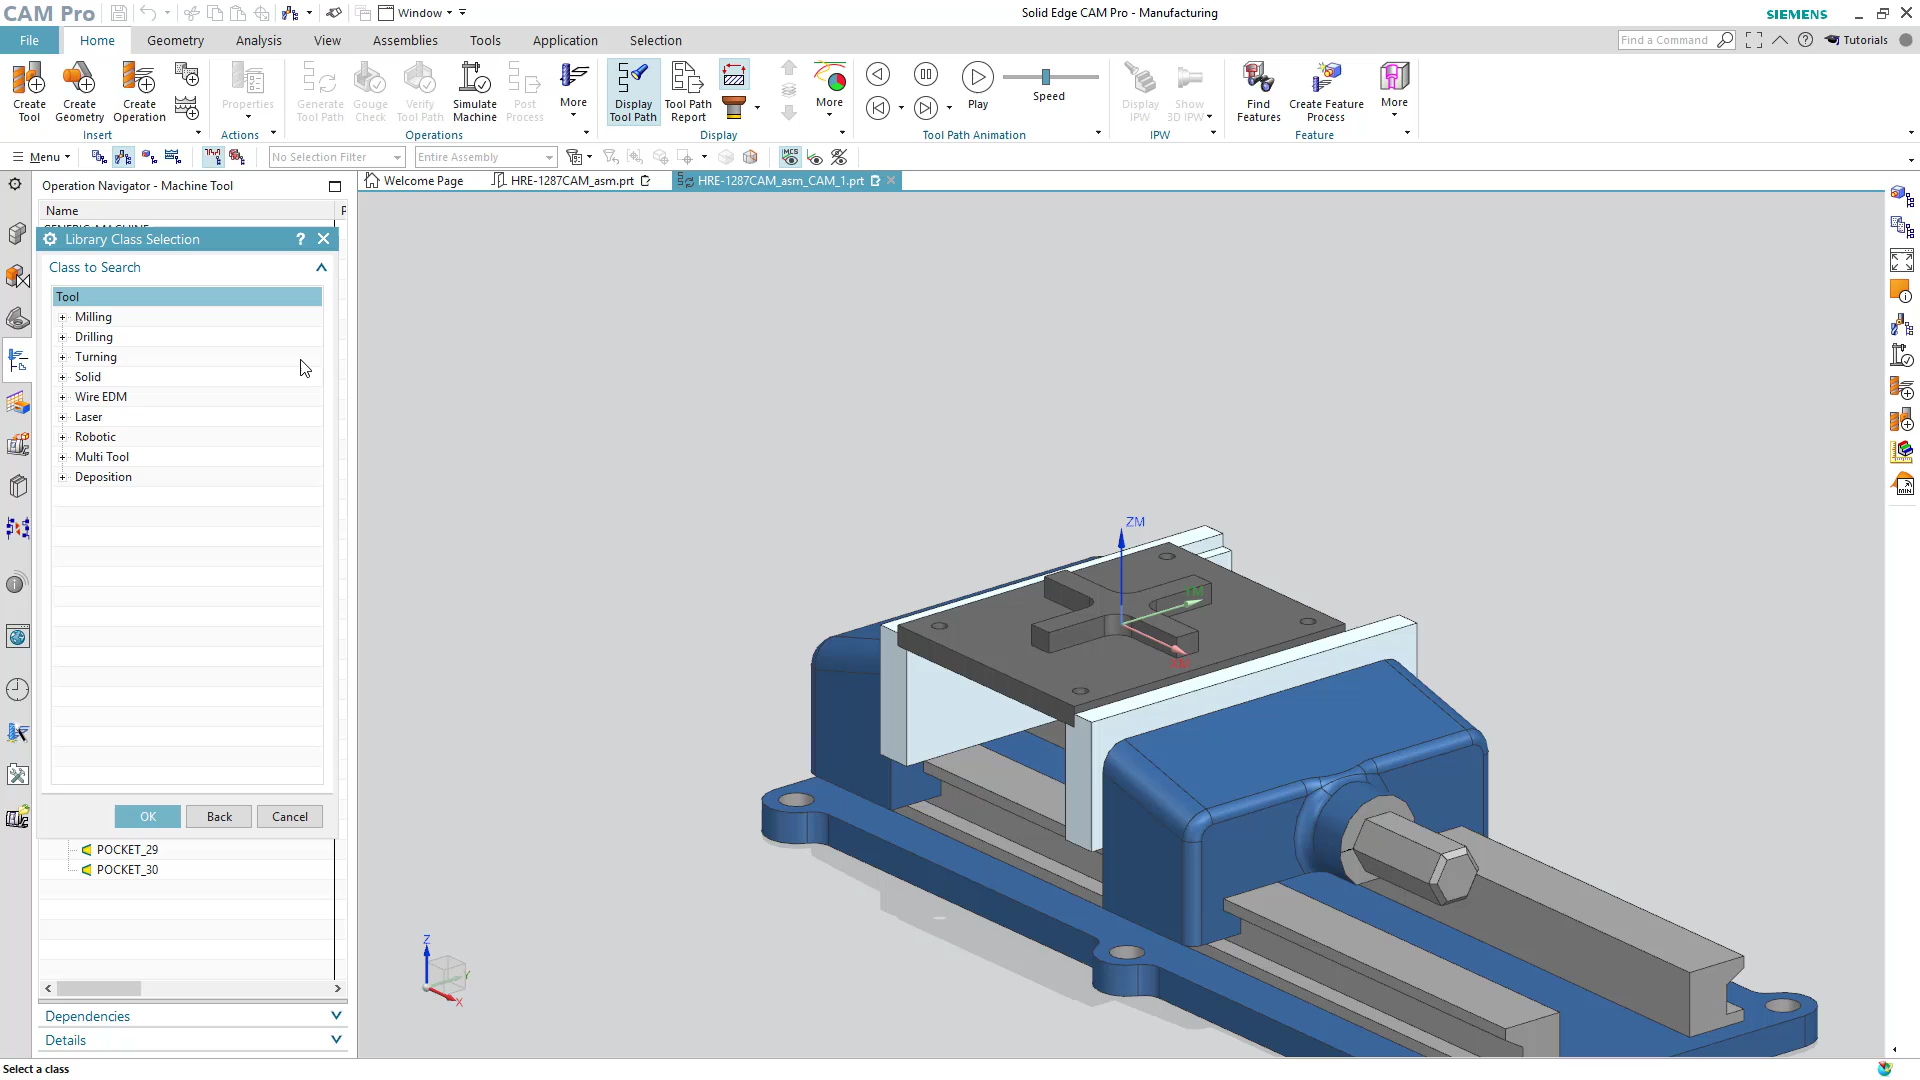 CAM Pro
Window
Solid Edge CAM Pro - Manufacturing
SIEMENS
File
Home
Geometry
Analysis
View
Assemblies
Tools
Application
Selection
Find a Command
Tutorials
Create Tool
Create Geometry
Create Operation
Insert
Properties
Actions
Generate Tool Path
Gouge Check
Verify Tool Path
Simulate Machine
Post Process
More
Operations
Display Tool Path
Tool Path Report
More
Display
Play
Speed
Tool Path Animation
Display IPW
Show 3D IPW
IPW
Find Features
Create Feature Process
More
Feature
Menu
No Selection Filter
Entire Assembly
MCS
Operation Navigator - Machine Tool
Welcome Page
HRE-1287CAM_asm.prt
HRE-1287CAM_asm_CAM_1.prt
Name
Library Class Selection
Class to Search
Tool
Milling
Drilling
Turning
Solid
Wire EDM
Laser
Robotic
Multi Tool
Deposition
OK
Back
Cancel
POCKET_29
POCKET_30
Dependencies
Details
Select a class
ZM
YM
XM
Z
X
MIN